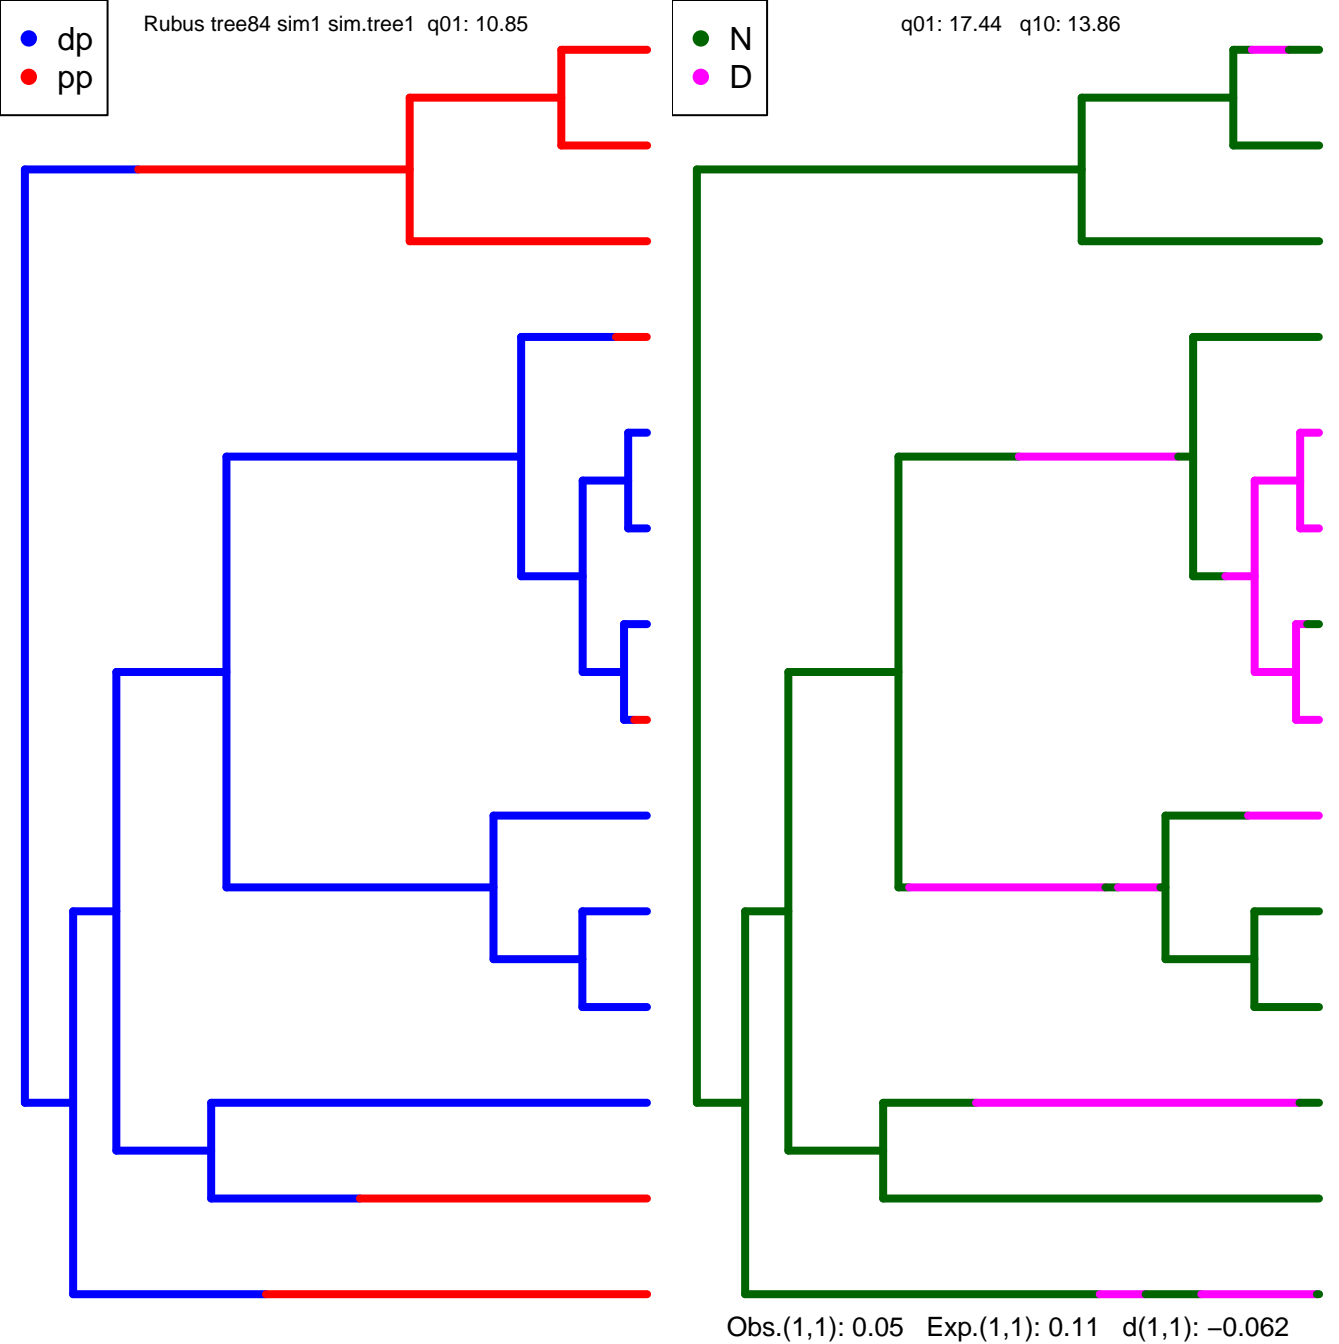 Rubus tree84 sim1 sim.tree1 q01: 10.85
dp
pp
q01: 17.44 q10: 13.86
N
D
Obs.(1,1): 0.05 Exp.(1,1): 0.11 d(1,1): −0.062